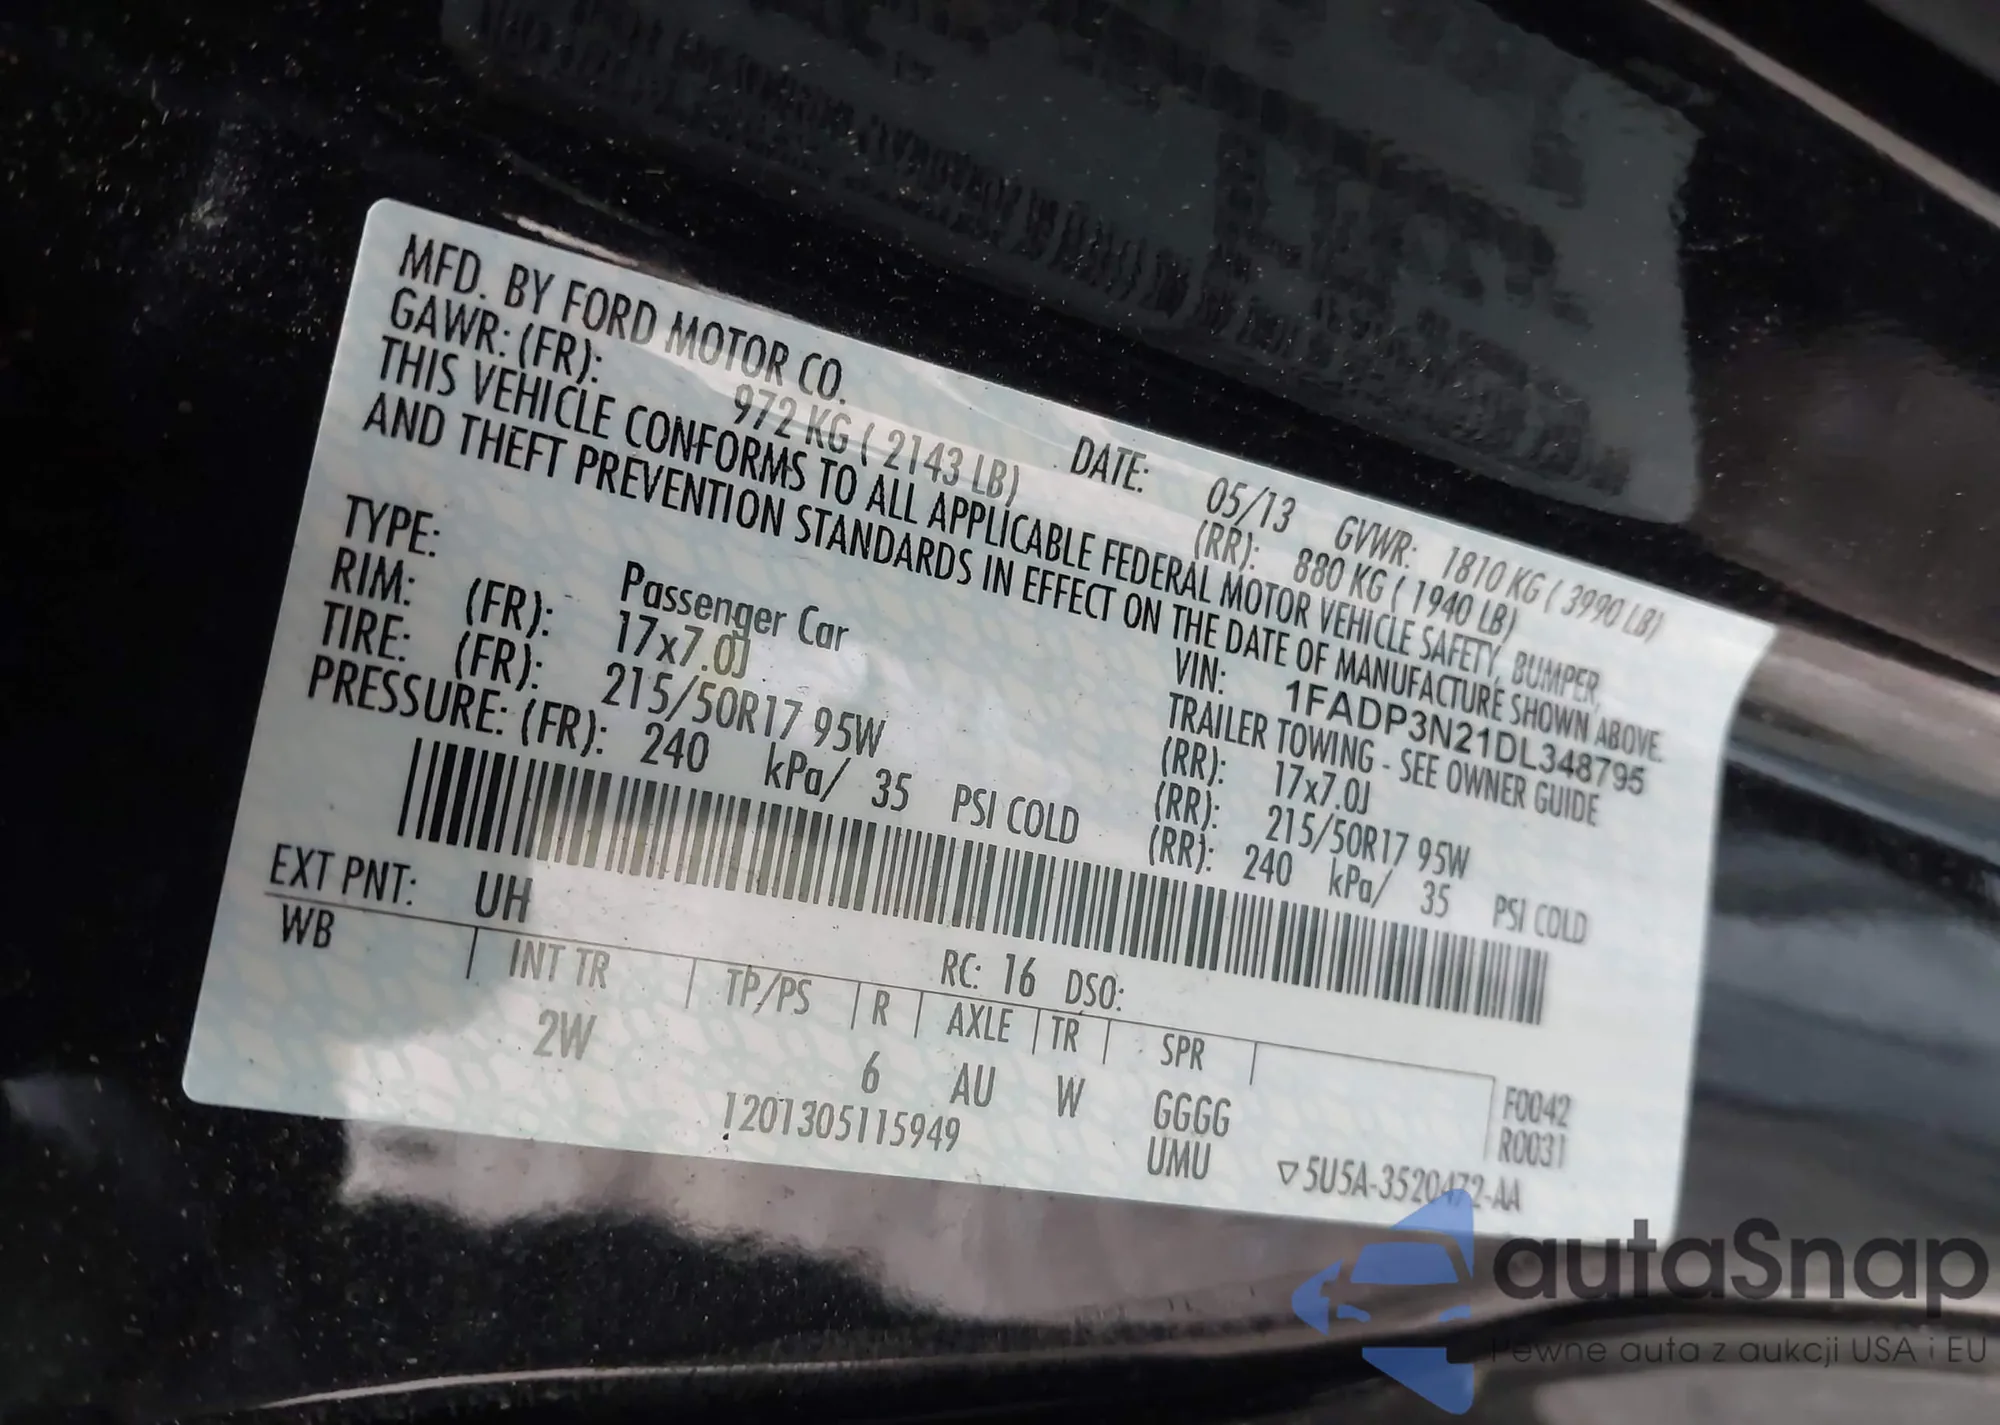 MFD. BY FORD MOTOR CO. DATE: 05/13 GVWR: 1810 KG ( 3990 LB)
GAWR: (FR): 972 KG ( 2143 LB) (RR): 880 KG ( 1940 LB)
THIS VEHICLE CONFORMS TO ALL APPLICABLE FEDERAL MOTOR VEHICLE SAFETY, BUMPER,
AND THEFT PREVENTION STANDARDS IN EFFECT ON THE DATE OF MANUFACTURE SHOWN ABOVE.
VIN: 1FADP3N21DL348795
TYPE: Passenger Car TRAILER TOWING - SEE OWNER GUIDE
RIM: (FR): 17x7.0J (RR): 17x7.0J
TIRE: (FR): 215/50R17 95W (RR): 215/50R17 95W
PRESSURE: (FR): 240 kPa/ 35 PSI COLD (RR): 240 kPa/ 35 PSI COLD
EXT PNT: UH RC: 16 DSO:
WB INT TR TP/PS R AXLE TR SPR
2W 6 AU W GGGG F0042
UMU R0031
1201305115949 ▽5U5A-3520472-AA
autaSnap
Pewne auta z aukcji USA i EU